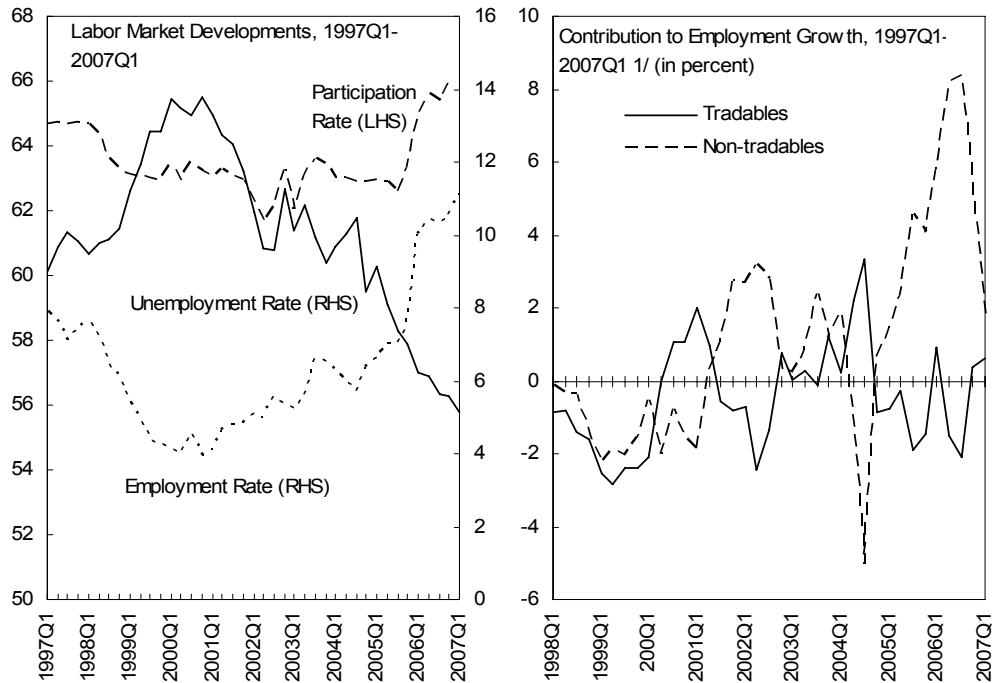 Labor Market Developments, 1997Q1-
2007Q1
Participation
Rate (LHS)
Unemployment Rate (RHS)
Employment Rate (RHS)
68
66
64
62
60
58
56
54
52
50
16
14
12
10
8
6
4
2
0
1997Q1
1998Q1
1999Q1
2000Q1
2001Q1
2002Q1
2003Q1
2004Q1
2005Q1
2006Q1
2007Q1
Contribution to Employment Growth, 1997Q1-
2007Q1 1/ (in percent)
Tradables
Non-tradables
10
8
6
4
2
0
-2
-4
-6
1998Q1
1999Q1
2000Q1
2001Q1
2002Q1
2003Q1
2004Q1
2005Q1
2006Q1
2007Q1